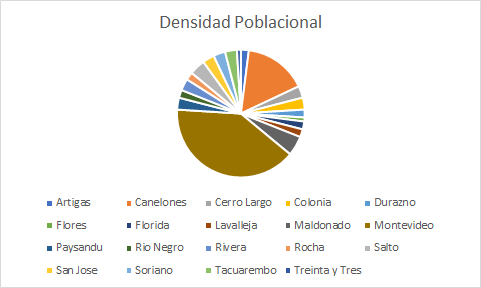 Densidad Poblacional
Artigas Canelones Cerro Largo Colonia Durazno
Flores Florida Lavalleja Maldonado Montevideo
Paysandu Rio Negro Rivera Rocha Salto
San Jose Soriano Tacuarembo Treinta y Tres